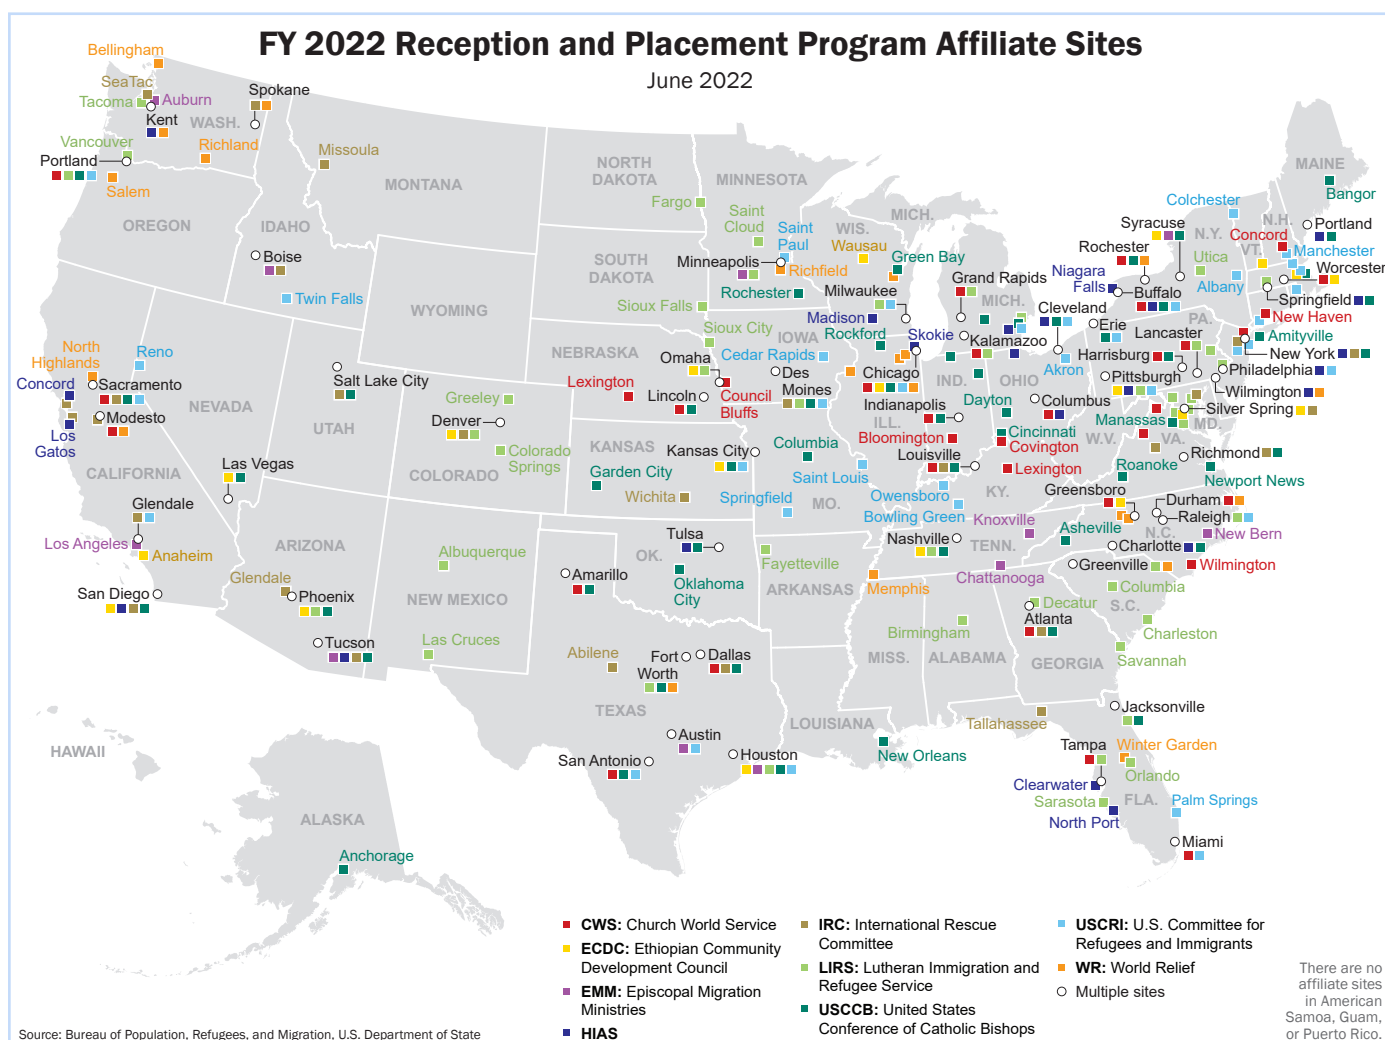 FY 2022 Reception and Placement Program Affiliate Sites
June 2022
Bellingham
SeaTac
Tacoma
Auburn
Kent
WASH.
Spokane
Vancouver
Portland
Richland
Salem
Missoula
MONTANA
OREGON
IDAHO
Boise
Twin Falls
WYOMING
NORTH
DAKOTA
Fargo
MINNESOTA
Saint
Cloud
Saint
Paul
Minneapolis
Richfield
Rochester
SOUTH
DAKOTA
Sioux Falls
Sioux City
WIS.
Wausau
Green Bay
Milwaukee
Madison
MICH.
Grand Rapids
MICH.
Kalamazoo
Skokie
Rockford
Chicago
IOWA
Cedar Rapids
Des
Moines
NEBRASKA
Omaha
Lexington
Lincoln
Council
Bluffs
North
Highlands
Reno
Concord
Sacramento
Modesto
Los
Gatos
NEVADA
CALIFORNIA
Salt Lake City
UTAH
Las Vegas
Glendale
Los Angeles
Anaheim
San Diego
ARIZONA
Glendale
Phoenix
Tucson
Greeley
Denver
Colorado
Springs
COLORADO
KANSAS
Kansas City
Garden City
Wichita
Columbia
Saint Louis
Springfield
MO.
ILL.
IND.
OHIO
Indianapolis
Bloomington
Louisville
Dayton
Cincinnati
Covington
Lexington
Columbus
Cleveland
Akron
Owensboro
Bowling Green
KY.
Nashville
TENN.
Knoxville
Chattanooga
Memphis
Albuquerque
NEW MEXICO
Las Cruces
Tulsa
OK.
Oklahoma
City
Amarillo
Fayetteville
ARKANSAS
Abilene
Fort
Worth
Dallas
TEXAS
Austin
San Antonio
Houston
LOUISIANA
New Orleans
MISS.
Birmingham
ALABAMA
Decatur
Atlanta
GEORGIA
Tallahassee
Jacksonville
Tampa
Winter Garden
Orlando
Clearwater
Sarasota
North Port
FLA.
Palm Springs
Miami
Savannah
Charleston
Columbia
S.C.
Greenville
Charlotte
Wilmington
New Bern
N.C.
Asheville
Raleigh
Durham
Greensboro
Newport News
Roanoke
Richmond
VA.
W.V.
Manassas
MD.
Silver Spring
Wilmington
Pittsburgh
Philadelphia
Harrisburg
Lancaster
PA.
Erie
New York
Amityville
New Haven
Springfield
Worcester
Buffalo
Niagara
Falls
Rochester
Syracuse
N.Y.
Utica
Albany
Colchester
VT.
N.H.
Concord
Manchester
Portland
MAINE
Bangor
HAWAII
ALASKA
Anchorage
CWS: Church World Service
ECDC: Ethiopian Community
Development Council
EMM: Episcopal Migration
Ministries
HIAS
IRC: International Rescue
Committee
LIRS: Lutheran Immigration and
Refugee Service
USCCB: United States
Conference of Catholic Bishops
USCRI: U.S. Committee for
Refugees and Immigrants
WR: World Relief
Multiple sites
There are no
affiliate sites
in American
Samoa, Guam,
or Puerto Rico.
Source: Bureau of Population, Refugees, and Migration, U.S. Department of State